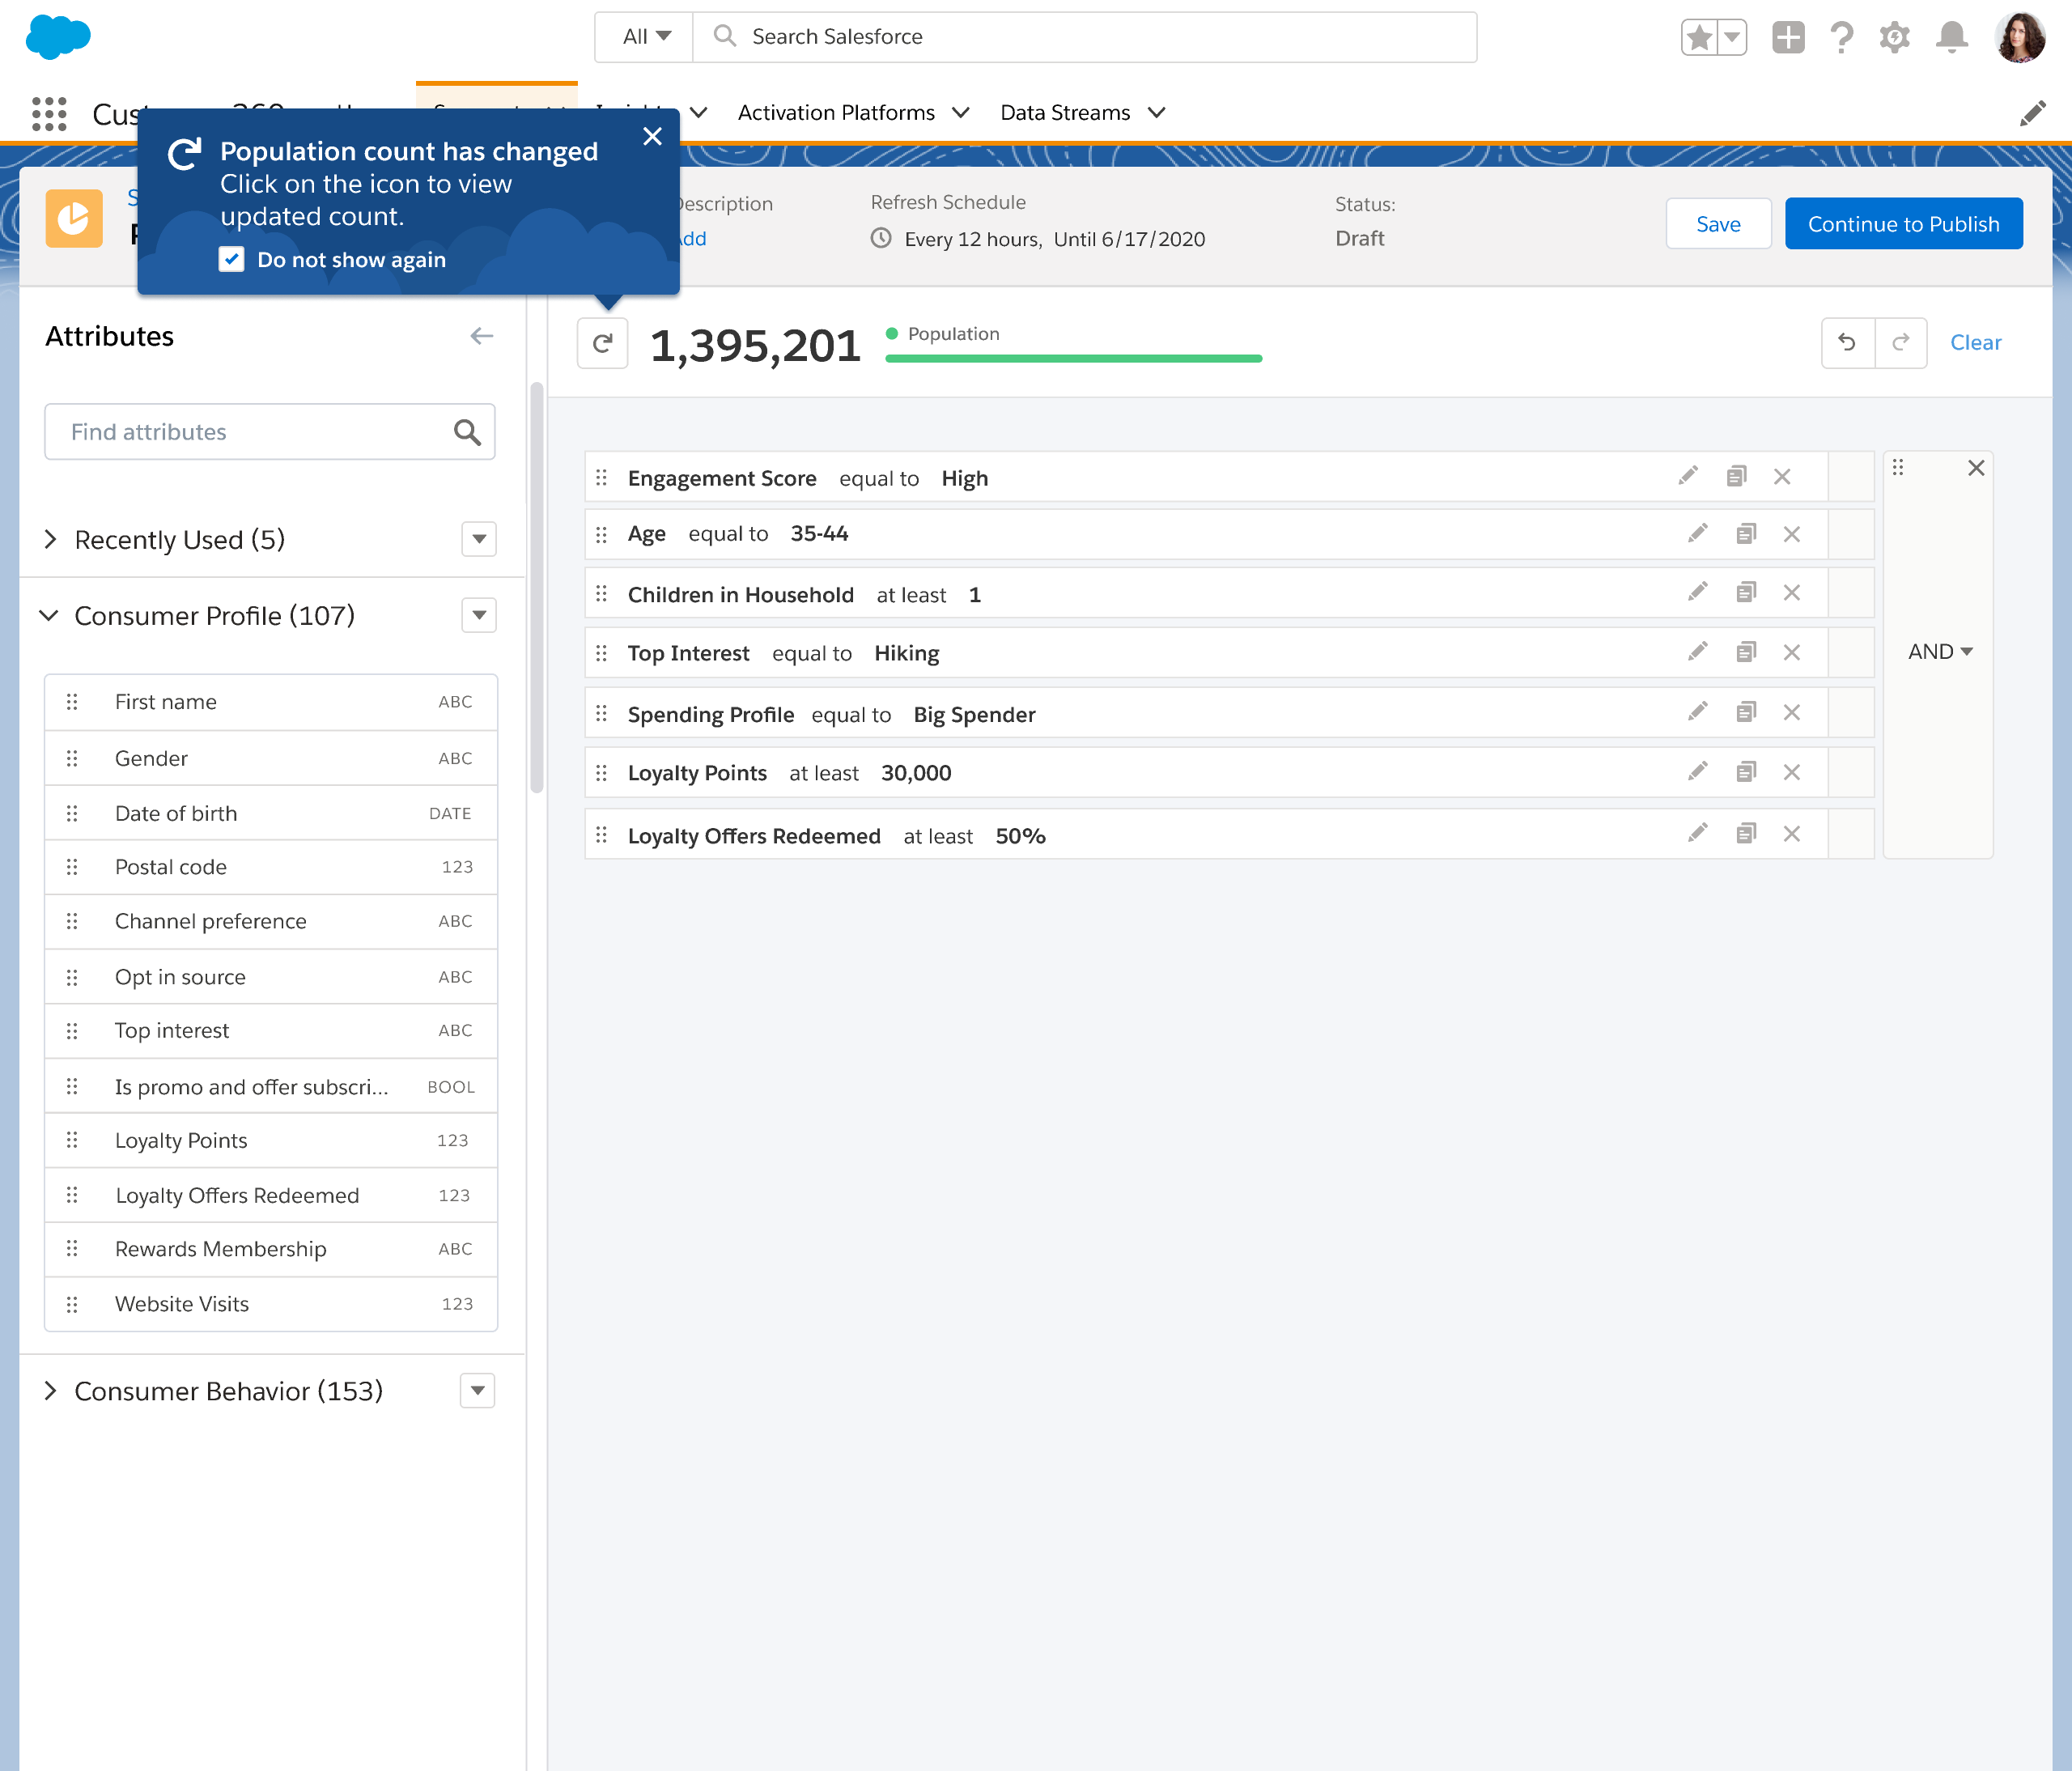 All
Search Salesforce
Activation Platforms
Data Streams
Population count has changed
Click on the icon to view
updated count.
Do not show again
Refresh Schedule
Every 12 hours, Until 6/17/2020
Status:
Draft
Save
Continue to Publish
Attributes
1,395,201
Population
Clear
Find attributes
Recently Used (5)
Consumer Profile (107)
First name ABC
Gender ABC
Date of birth DATE
Postal code 123
Channel preference ABC
Opt in source ABC
Top interest ABC
Is promo and offer subscri... BOOL
Loyalty Points 123
Loyalty Offers Redeemed 123
Rewards Membership ABC
Website Visits 123
Consumer Behavior (153)
Engagement Score equal to High
Age equal to 35-44
Children in Household at least 1
Top Interest equal to Hiking
Spending Profile equal to Big Spender
Loyalty Points at least 30,000
Loyalty Offers Redeemed at least 50%
AND